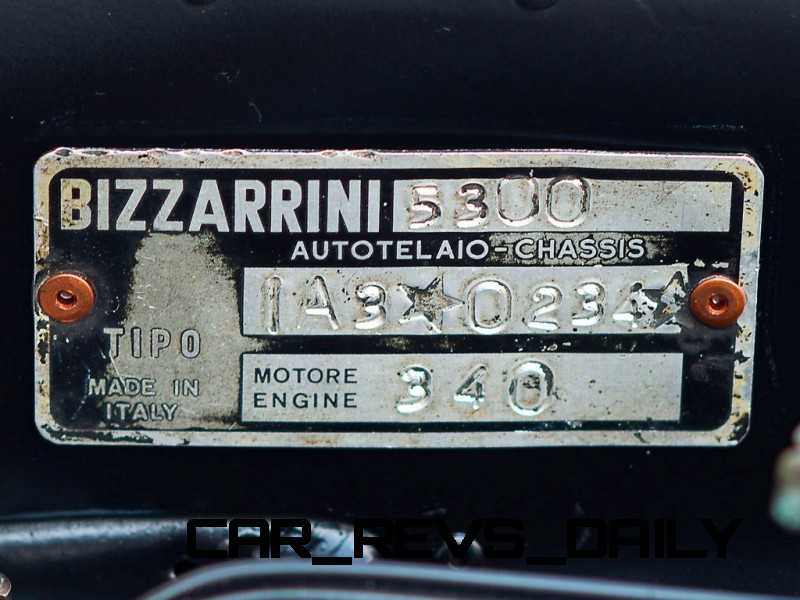 BIZZARRINI 5300
AUTOTELAIO-CHASSIS
IA3★0234★
TIPO
MADE IN
ITALY
MOTORE
ENGINE
340
CAR_REVS_DAILY